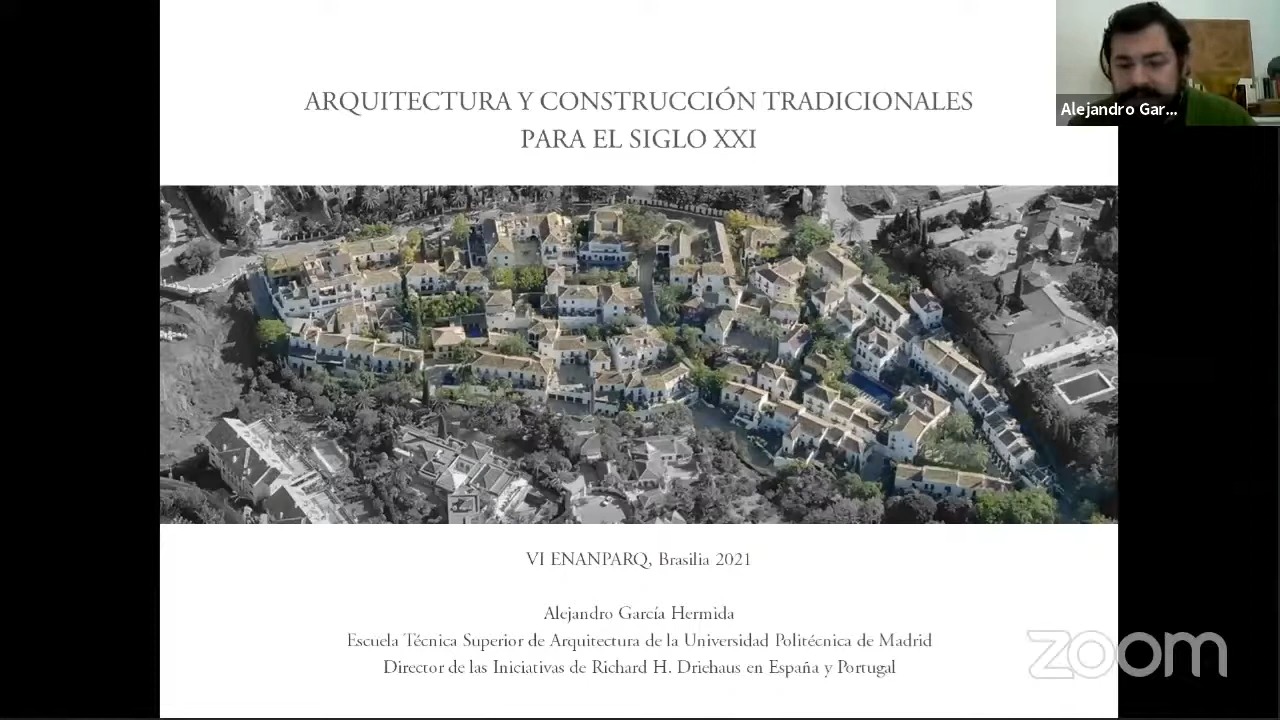 ARQUITECTURA Y CONSTRUCCIÓN TRADICIONALES
PARA EL SIGLO XXI
Alejandro Gar...
VI ENANPARQ, Brasilia 2021
Alejandro García Hermida
Escuela Técnica Superior de Arquitectura de la Universidad Politécnica de Madrid
Director de las Iniciativas de Richard H. Driehaus en España y Portugal
zoom